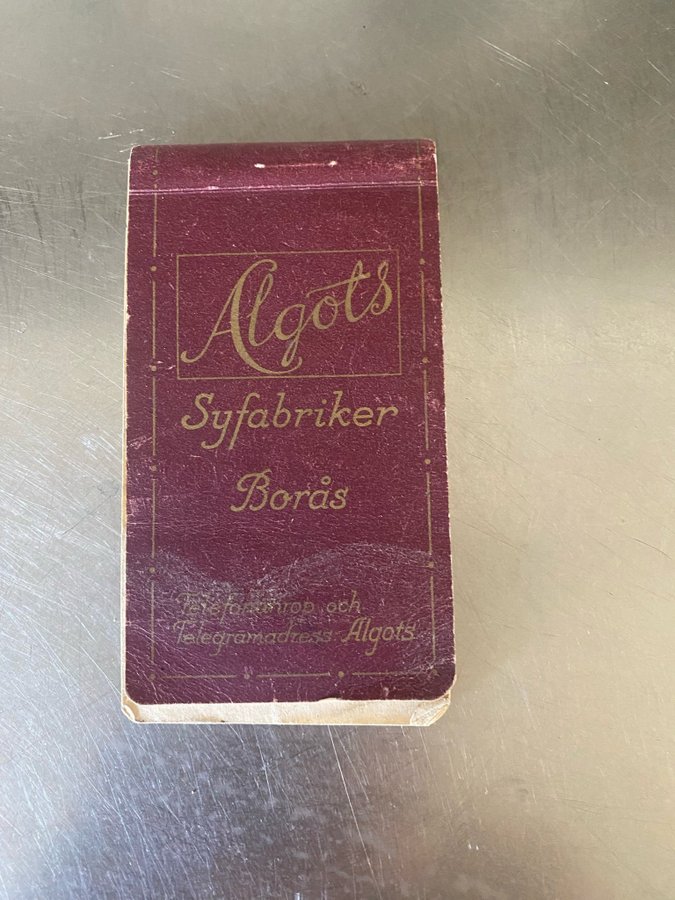 Algots
Syfabriker
Borås
Telefonanrop och
Telegramadress Algots